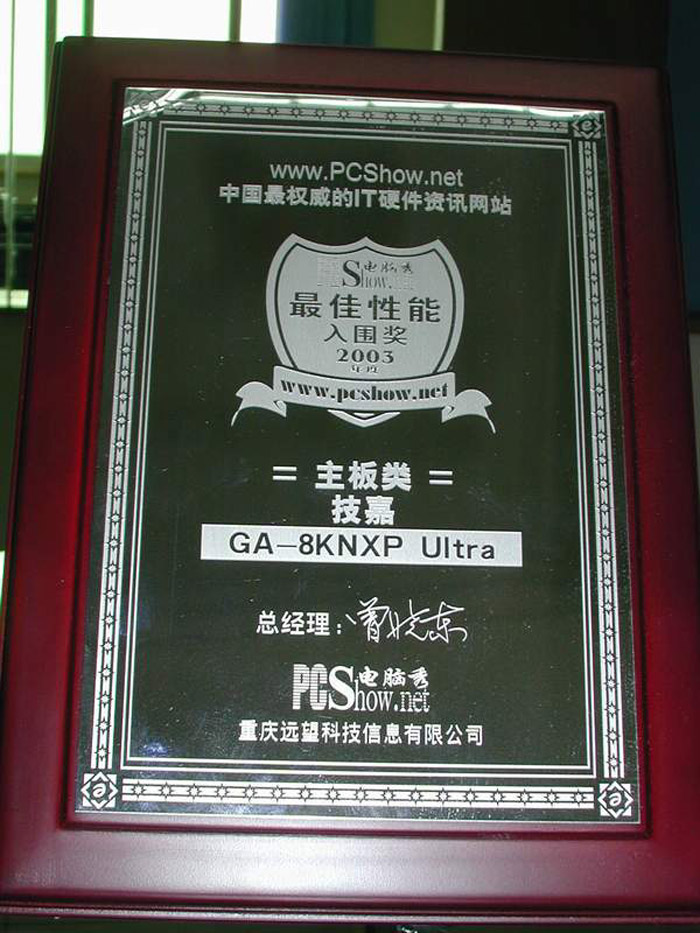 www.PCShow.net
中国最权威的IT硬件资讯网站
PCShow.net 电脑秀
最佳性能
入围奖
2003
年度
www.pcshow.net
= 主板类 =
技嘉
GA-8KNXP Ultra
总经理：曾晓东
PCShow.net 电脑秀
重庆远望科技信息有限公司